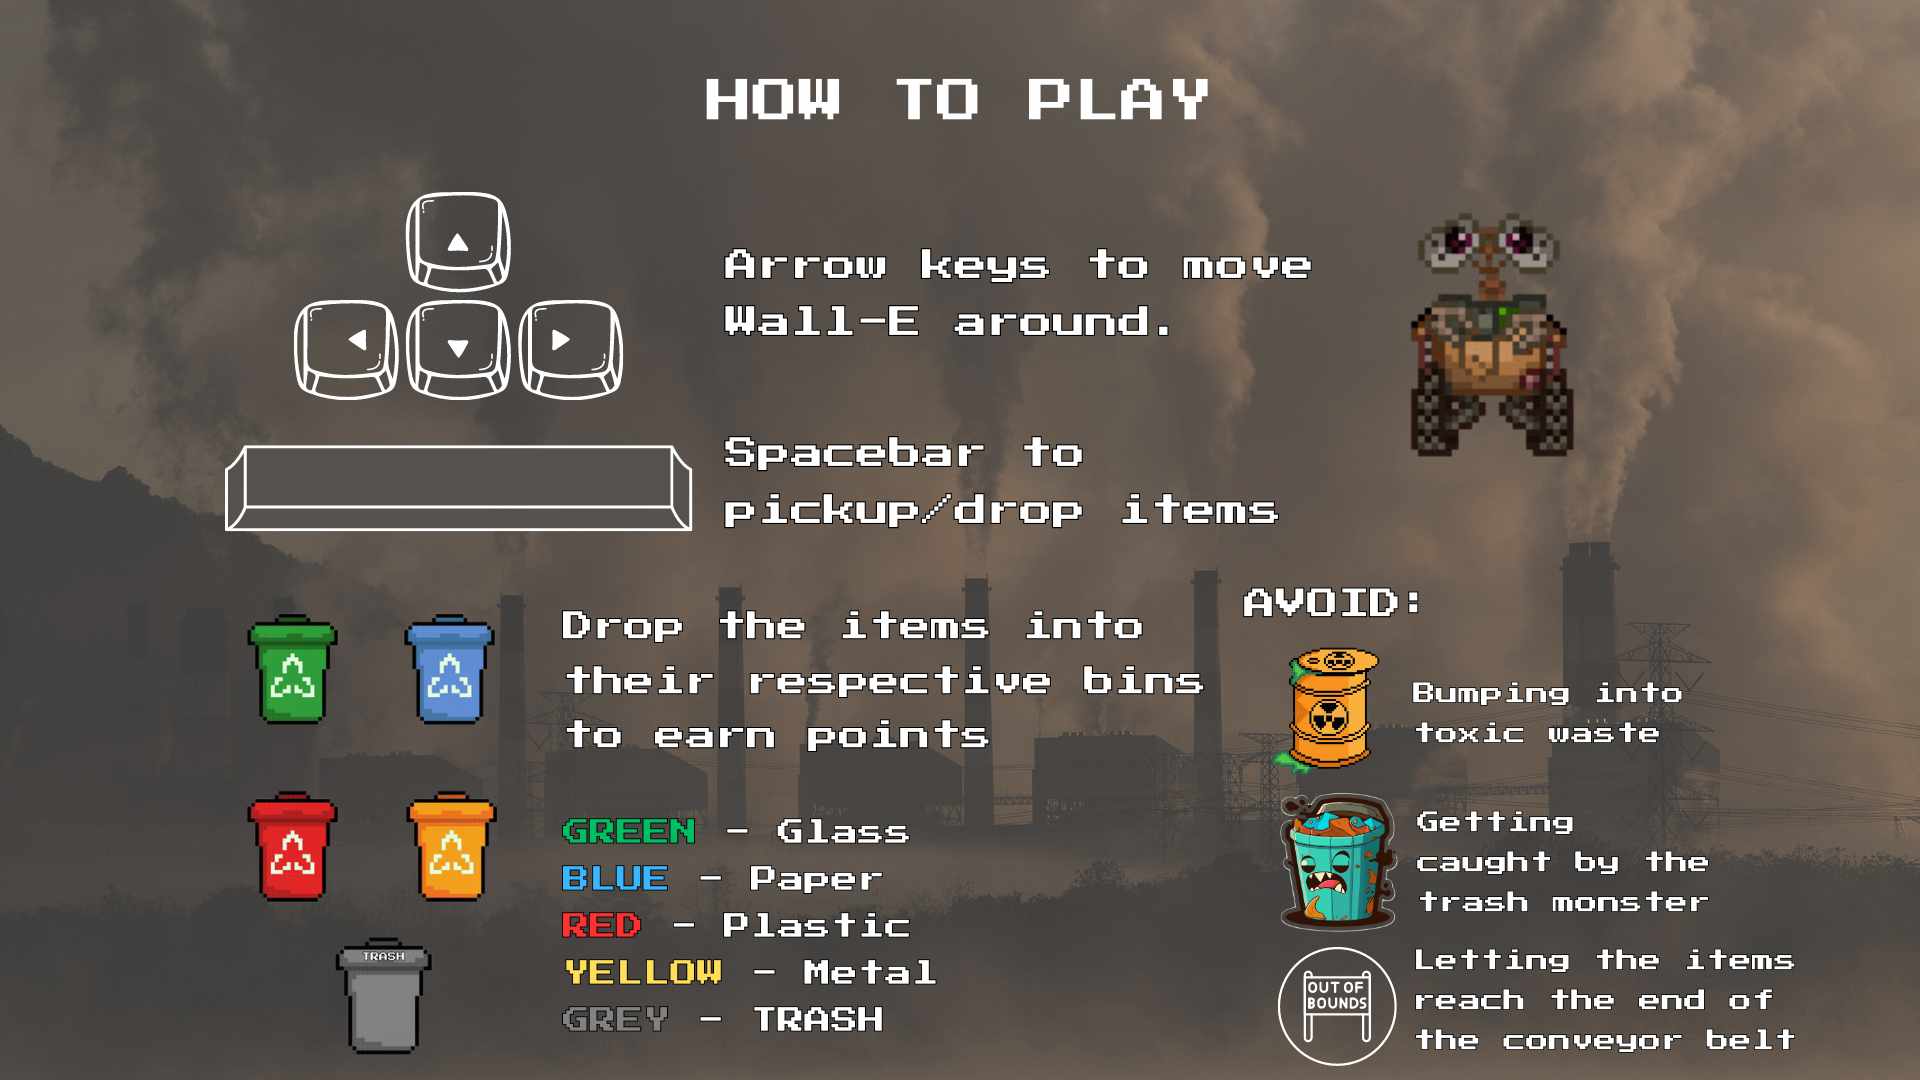 HOW TO PLAY
Arrow keys to move
Wall-E around.
Spacebar to
pickup/drop items
Drop the items into
their respective bins
to earn points
GREEN - Glass
BLUE - Paper
RED - Plastic
YELLOW - Metal
GREY - TRASH
TRASH
AVOID:
Bumping into
toxic waste
Getting
caught by the
trash monster
OUT OF
BOUNDS
Letting the items
reach the end of
the conveyor belt